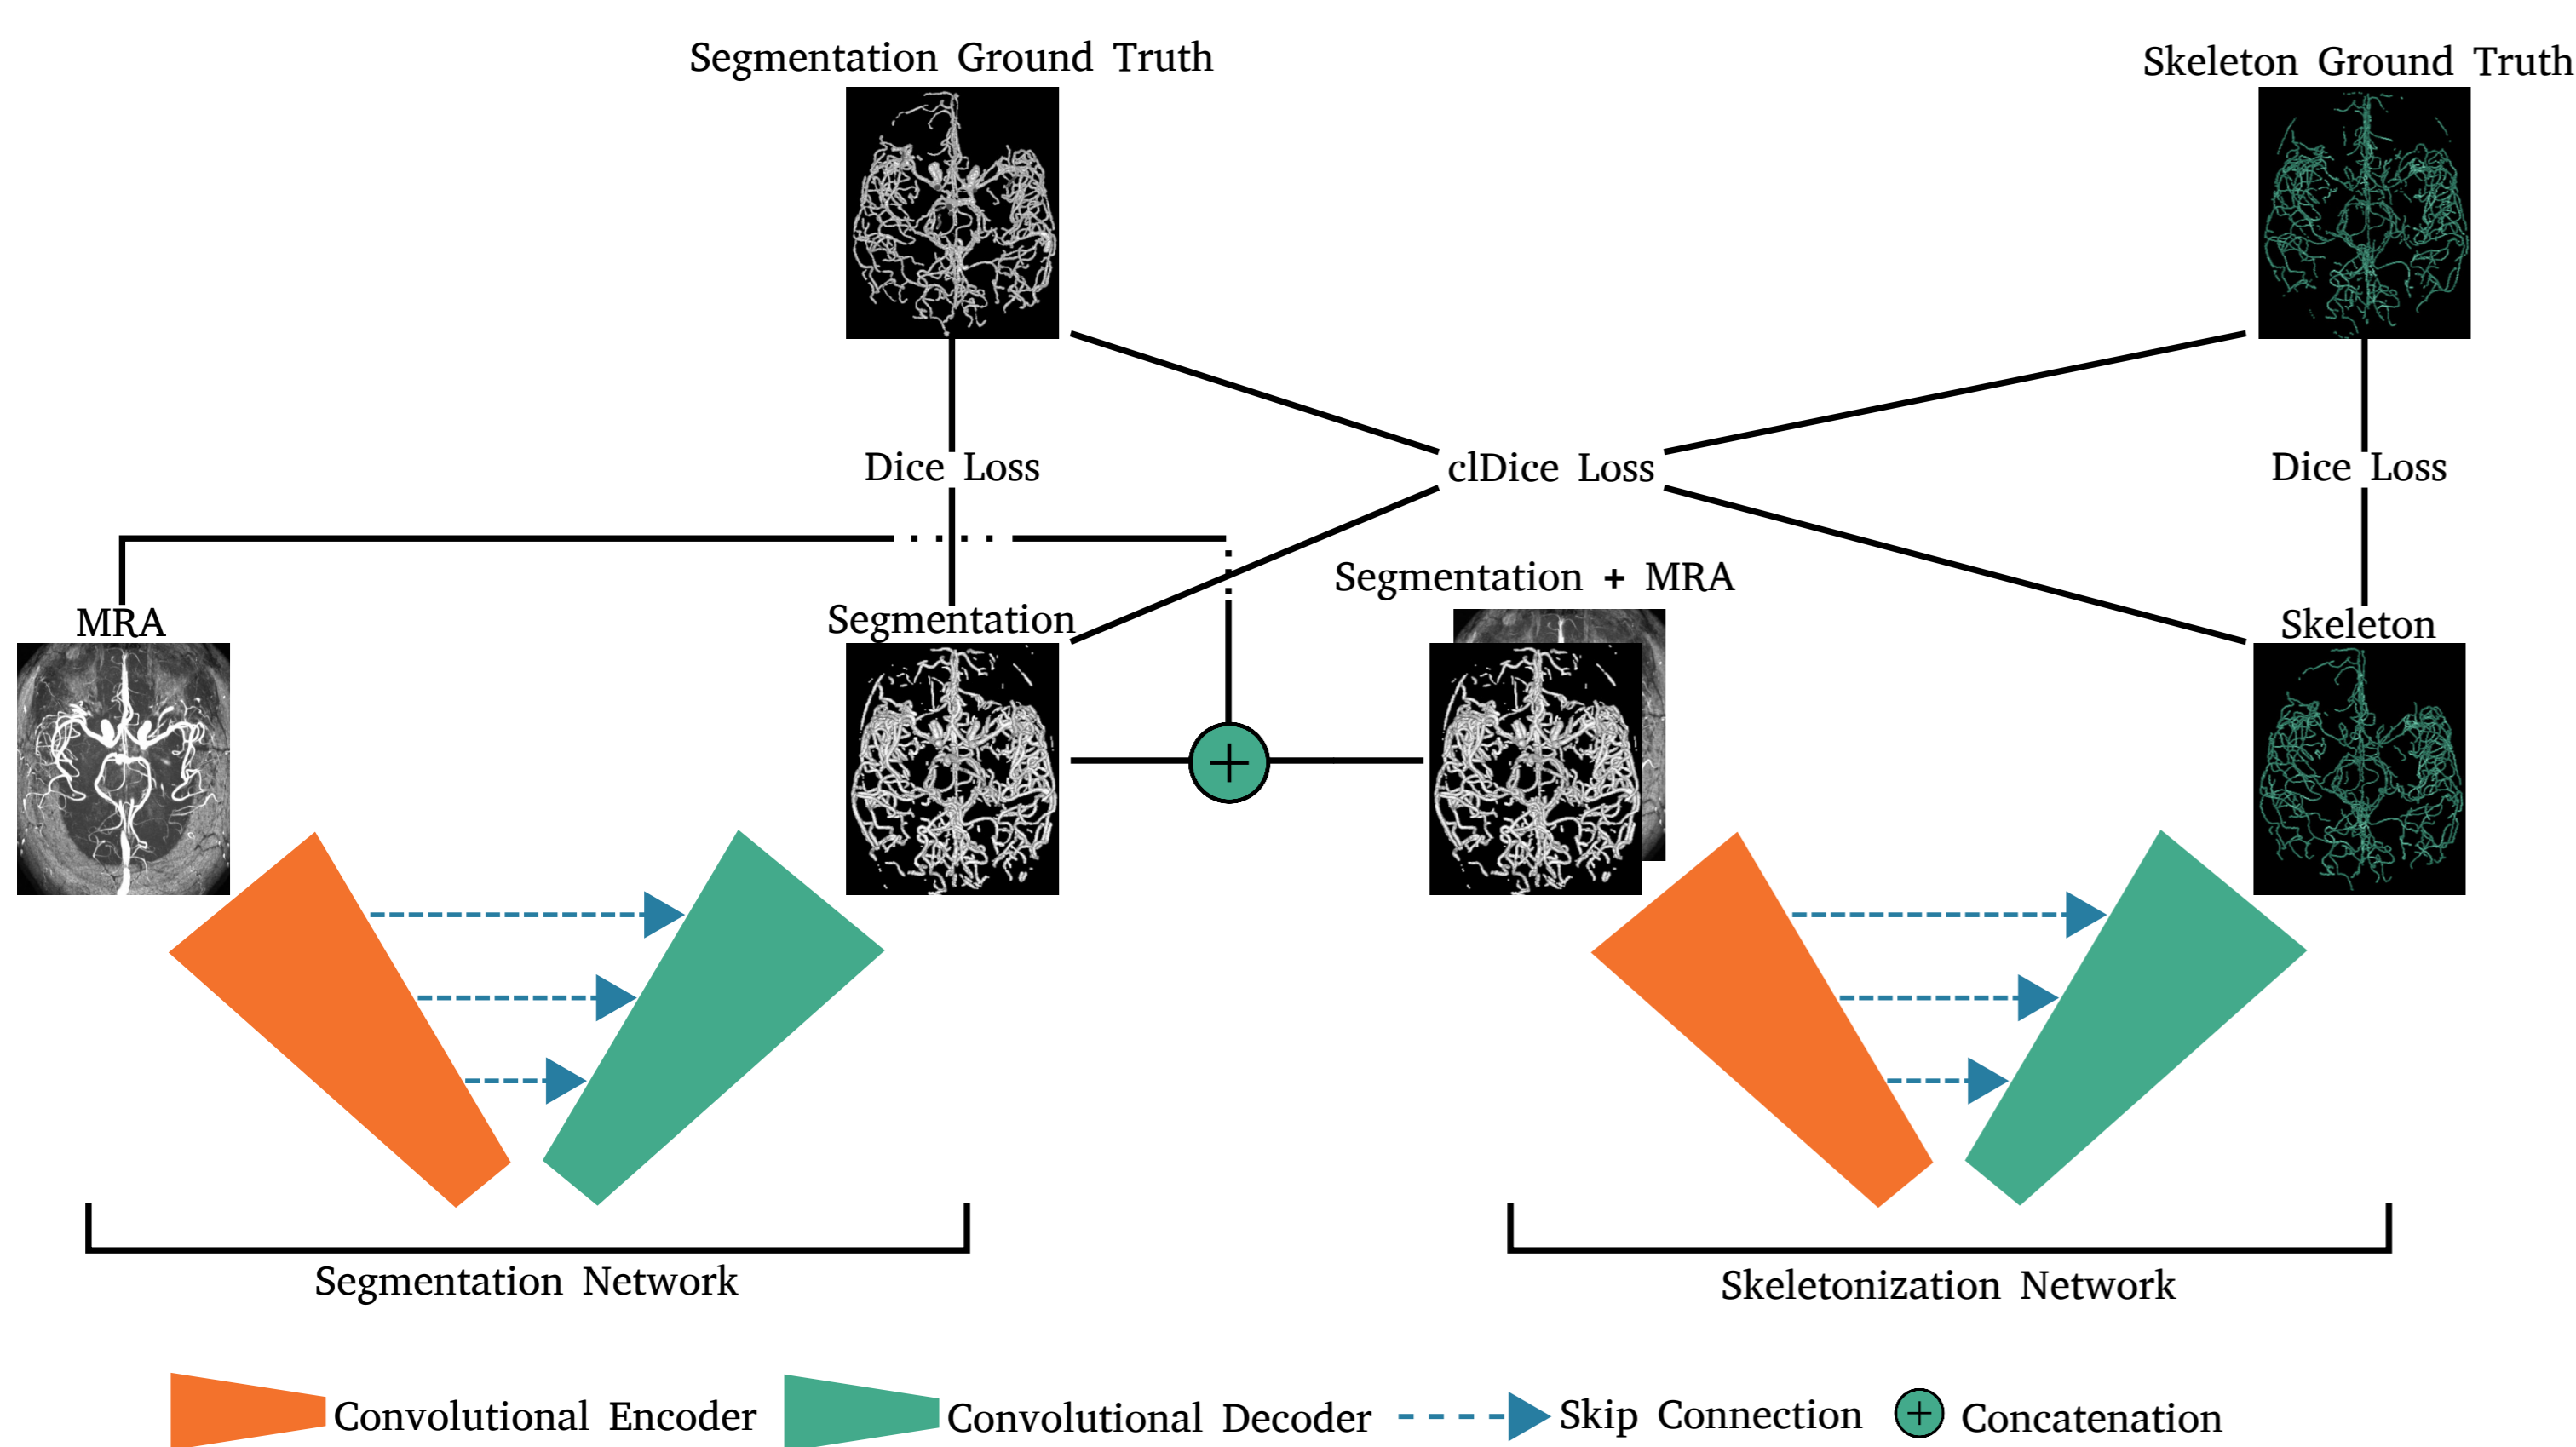 Segmentation Ground Truth
Skeleton Ground Truth
Dice Loss
clDice Loss
Dice Loss
Segmentation + MRA
MRA
Segmentation
Skeleton
+
Segmentation Network
Skeletonization Network
Convolutional Encoder
Convolutional Decoder
Skip Connection
+
Concatenation